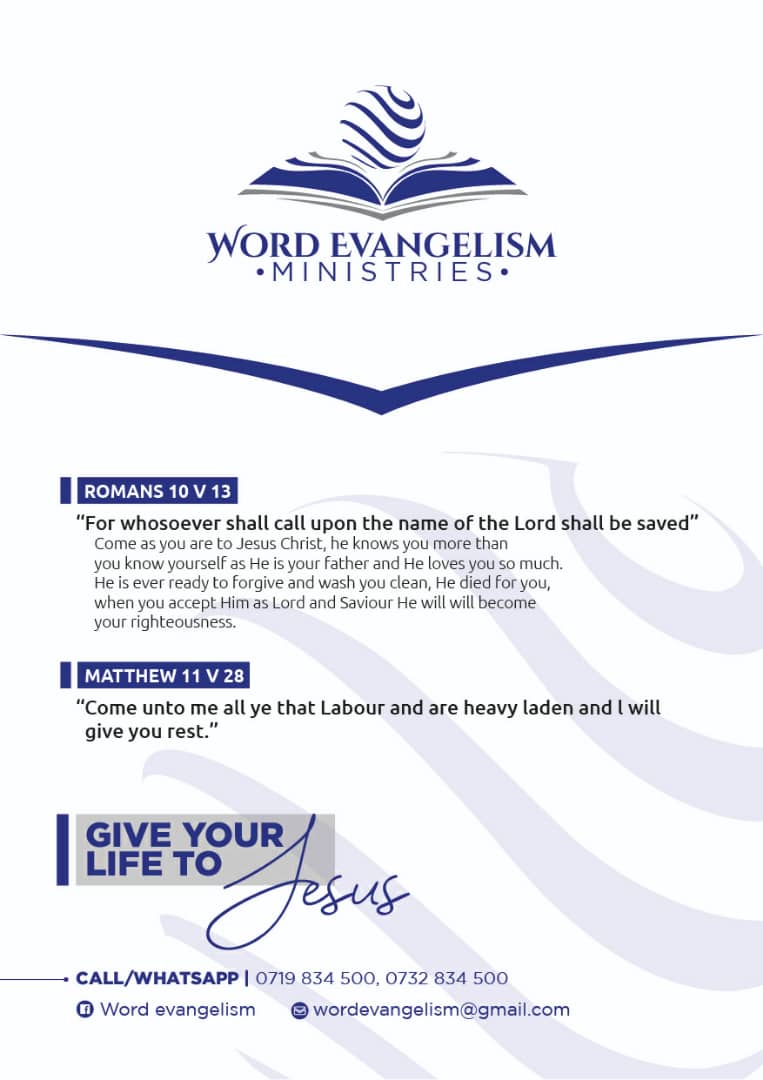 WORD EVANGELISM
•MINISTRIES•
ROMANS 10 V 13
“For whosoever shall call upon the name of the Lord shall be saved”
Come as you are to Jesus Christ, he knows you more than
you know yourself as He is your father and He loves you so much.
He is ever ready to forgive and wash you clean, He died for you,
when you accept Him as Lord and Saviour He will will become
your righteousness.
MATTHEW 11 V 28
“Come unto me all ye that Labour and are heavy laden and l will
give you rest.”
GIVE YOUR
LIFE TO
Jesus
CALL/WHATSAPP | 0719 834 500, 0732 834 500
Word evangelism wordevangelism@gmail.com